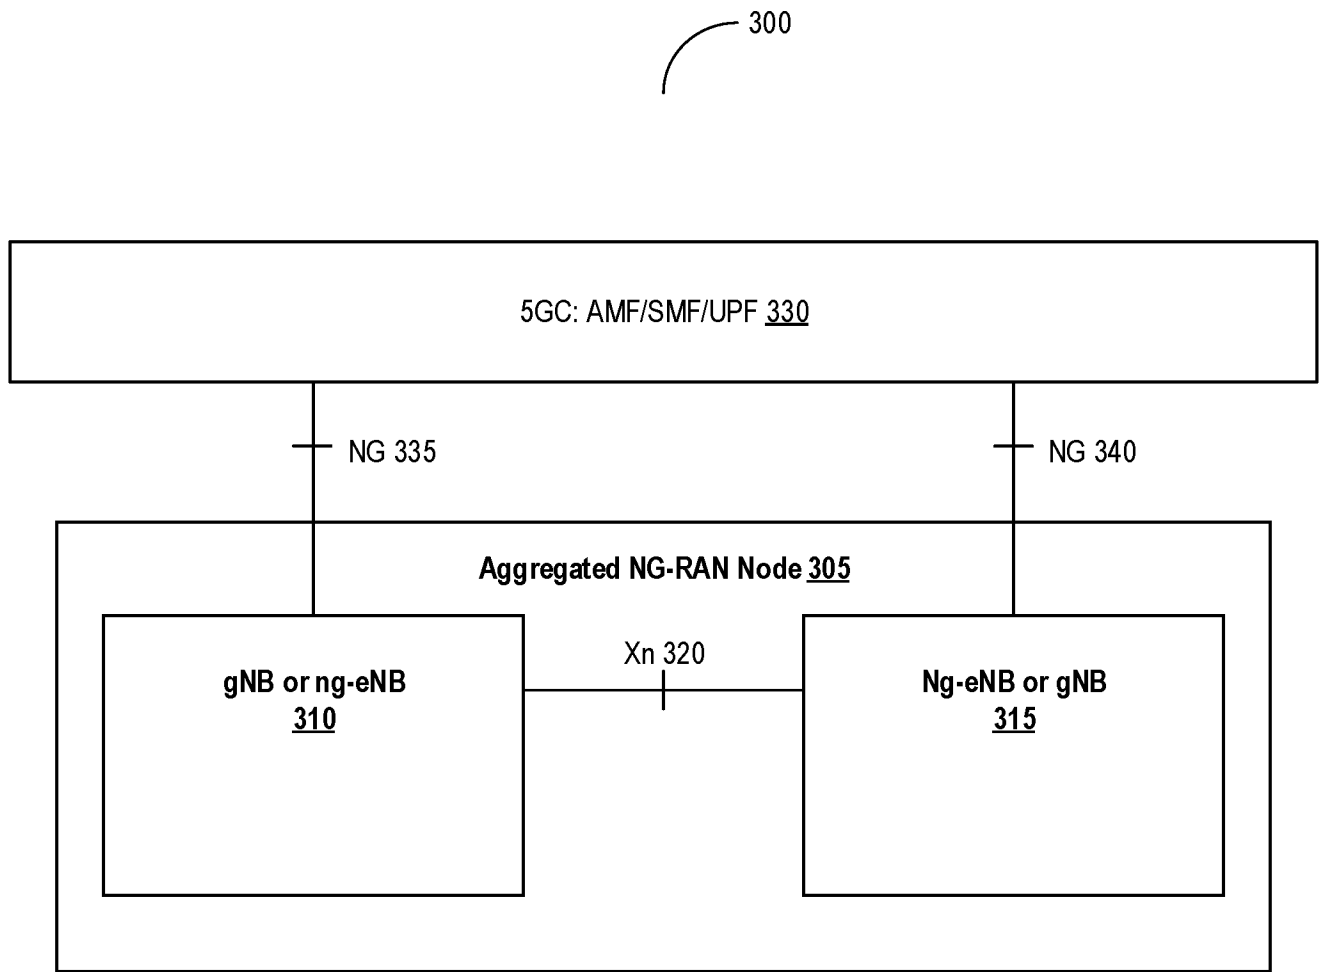 300
5GC: AMF/SMF/UPF 330
NG 335
NG 340
Aggregated NG-RAN Node 305
Xn 320
gNB or ng-eNB
310
Ng-eNB or gNB
315